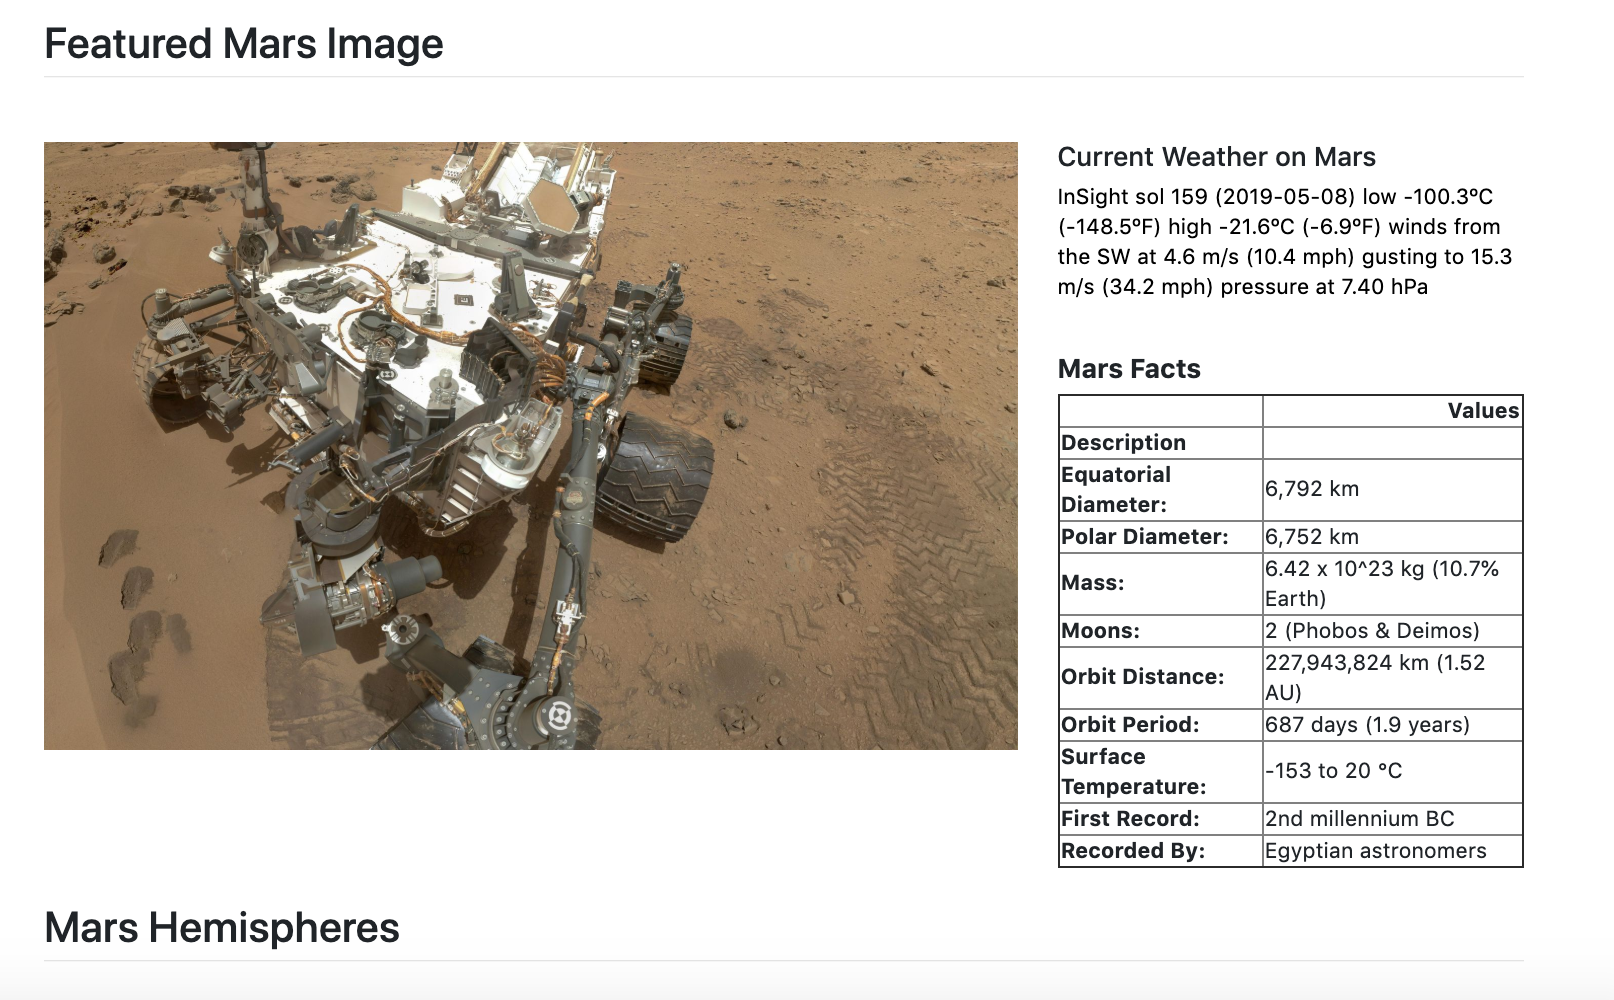 Featured Mars Image
Current Weather on Mars
InSight sol 159 (2019-05-08) low -100.3ºC
(-148.5ºF) high -21.6ºC (-6.9ºF) winds from
the SW at 4.6 m/s (10.4 mph) gusting to 15.3
m/s (34.2 mph) pressure at 7.40 hPa
Mars Facts
Values
Description
Equatorial
Diameter:
6,792 km
Polar Diameter:
6,752 km
Mass:
6.42 x 10^23 kg (10.7%
Earth)
Moons:
2 (Phobos & Deimos)
Orbit Distance:
227,943,824 km (1.52
AU)
Orbit Period:
687 days (1.9 years)
Surface
Temperature:
-153 to 20 °C
First Record:
2nd millennium BC
Recorded By:
Egyptian astronomers
Mars Hemispheres